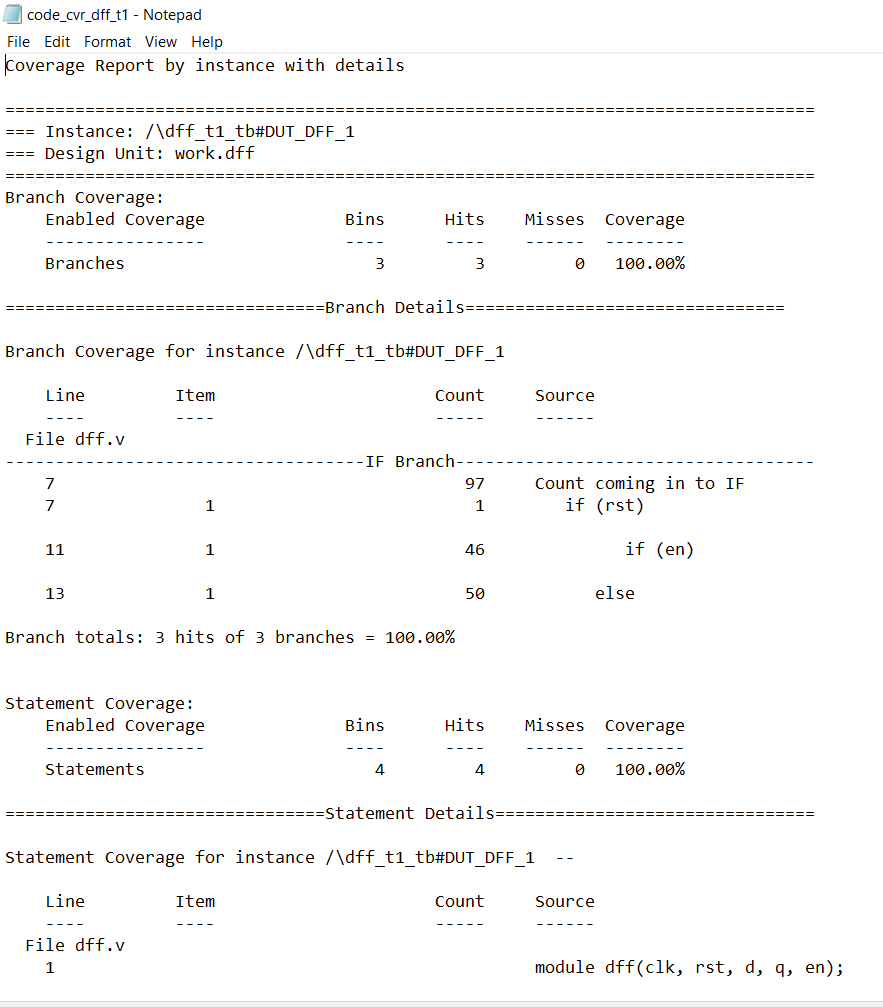 code_cvr_dff_t1 - Notepad
File Edit Format View Help
Coverage Report by instance with details
=================================================================================
=== Instance: /\dff_t1_tb#DUT_DFF_1
=== Design Unit: work.dff
=================================================================================
Branch Coverage:
    Enabled Coverage              Bins      Hits    Misses  Coverage
    ----------------              ----      ----    ------  --------
    Branches                         3         3         0   100.00%
================================Branch Details================================
Branch Coverage for instance /\dff_t1_tb#DUT_DFF_1
    Line         Item                      Count     Source
    ----         ----                      -----     ------
  File dff.v
------------------------------------IF Branch------------------------------------
    7                                         97     Count coming in to IF
    7               1                          1        if (rst)
    11              1                         46              if (en)
    13              1                         50           else
Branch totals: 3 hits of 3 branches = 100.00%
Statement Coverage:
    Enabled Coverage              Bins      Hits    Misses  Coverage
    ----------------              ----      ----    ------  --------
    Statements                       4         4         0   100.00%
================================Statement Details================================
Statement Coverage for instance /\dff_t1_tb#DUT_DFF_1  --
    Line         Item                      Count     Source
    ----         ----                      -----     ------
  File dff.v
    1                                                module dff(clk, rst, d, q, en);